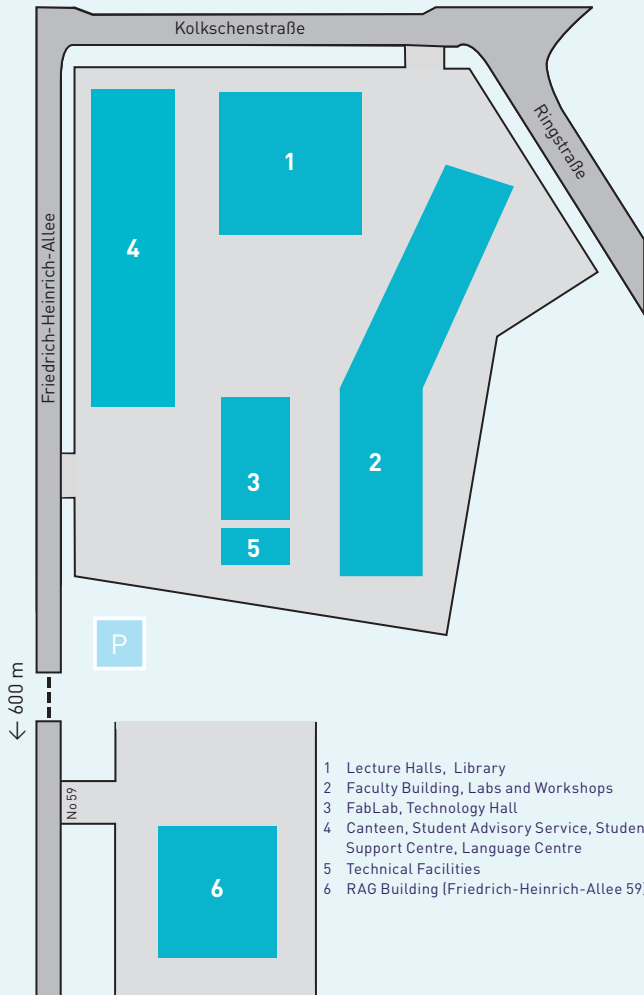 Kolkschenstraße
Ringstraße
Friedrich-Heinrich-Allee
1
4
2
3
5
P
← 600 m
No 59
6
1 Lecture Halls, Library
2 Faculty Building, Labs and Workshops
3 FabLab, Technology Hall
4 Canteen, Student Advisory Service, Studen
Support Centre, Language Centre
5 Technical Facilities
6 RAG Building (Friedrich-Heinrich-Allee 59)